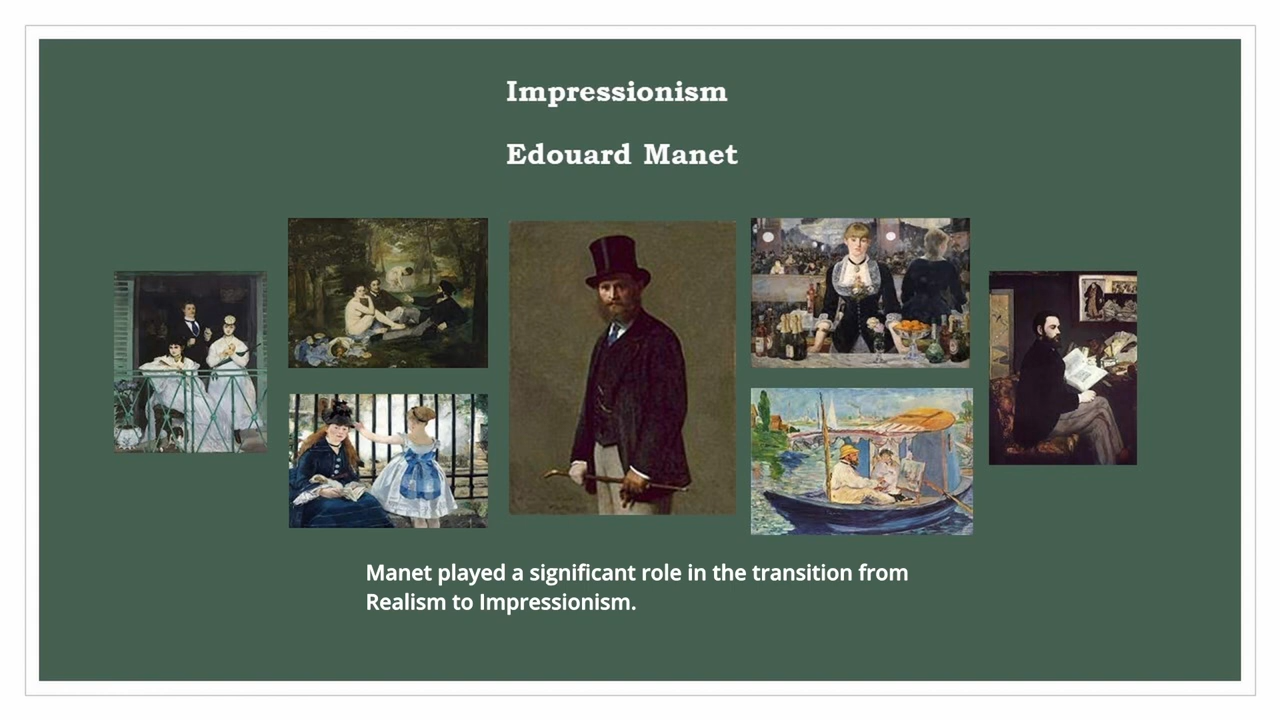 Impressionism
Edouard Manet
Manet played a significant role in the transition from
Realism to Impressionism.